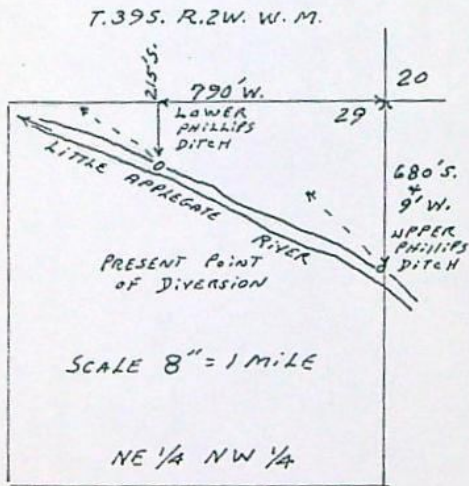 T.39S. R.2W. W.M.
215'S.
790'W.
20
29
LOWER
PHILLIPS
DITCH
680'S.
+
9'W.
UPPER
PHILLIPS
DITCH
LITTLE APPLEGATE RIVER
PRESENT POINT
OF DIVERSION
SCALE 8" = 1 MILE
NE 1/4 NW 1/4